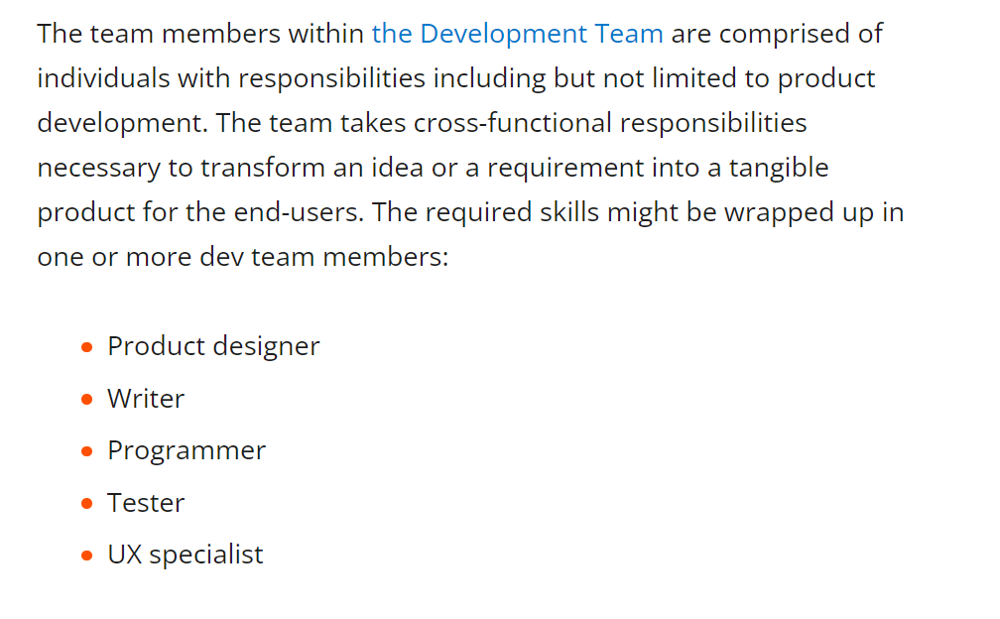 The team members within the Development Team are comprised of
individuals with responsibilities including but not limited to product
development. The team takes cross-functional responsibilities
necessary to transform an idea or a requirement into a tangible
product for the end-users. The required skills might be wrapped up in
one or more dev team members:
• Product designer
• Writer
• Programmer
• Tester
• UX specialist